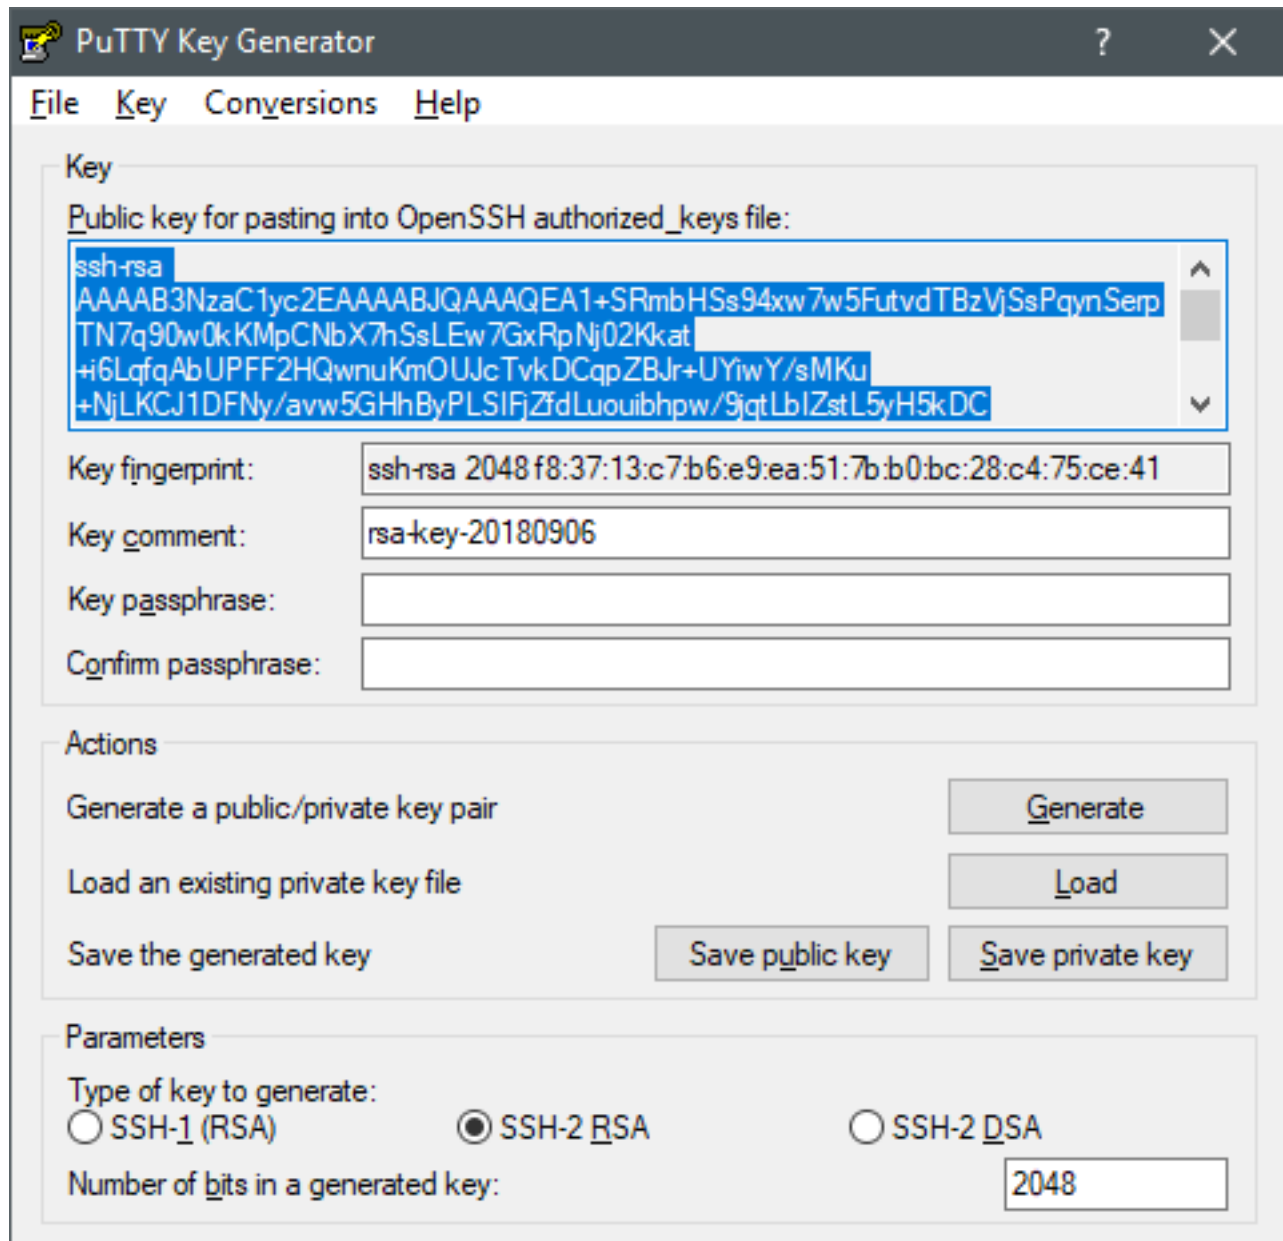 PuTTY Key Generator ?
File Key Conversions Help
Key
Public key for pasting into OpenSSH authorized_keys file:
ssh-rsa
AAAAB3NzaC1yc2EAAAABJQAAAQEA1+SRmbHSs94xw7w5FutvdTBzVjSsPqynSerp
TN7q90w0kKMpCNbX7hSsLEw7GxRpNj02Kkat
+i6LqfqAbUPFF2HQwnuKmOUJcTvkDCqpZBJr+UYiwY/sMKu
+NjLKCJ1DFNy/avw5GHhByPLSIFjZfdLuouibhpw/9jqtLbIZstL5yH5kDC
Key fingerprint: ssh-rsa 2048 f8:37:13:c7:b6:e9:ea:51:7b:b0:bc:28:c4:75:ce:41
Key comment: rsa-key-20180906
Key passphrase:
Confirm passphrase:
Actions
Generate a public/private key pair Generate
Load an existing private key file Load
Save the generated key Save public key Save private key
Parameters
Type of key to generate:
SSH-1 (RSA) SSH-2 RSA SSH-2 DSA
Number of bits in a generated key: 2048